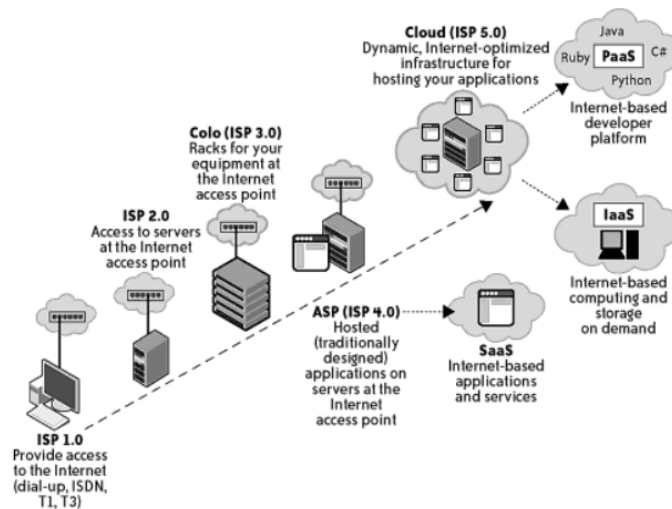 Cloud (ISP 5.0)
Dynamic, Internet-optimized
infrastructure for
hosting your applications
Java
Ruby
PaaS
C#
Python
Internet-based
developer
platform
Colo (ISP 3.0)
Racks for your
equipment at
the Internet
access point
ISP 2.0
Access to servers
at the Internet
access point
IaaS
Internet-based
computing and
storage
on demand
ASP (ISP 4.0)
Hosted
(traditionally
designed)
applications on
servers at the
Internet
access point
SaaS
Internet-based
applications
and services
ISP 1.0
Provide access
to the Internet
(dial-up, ISDN,
T1, T3)